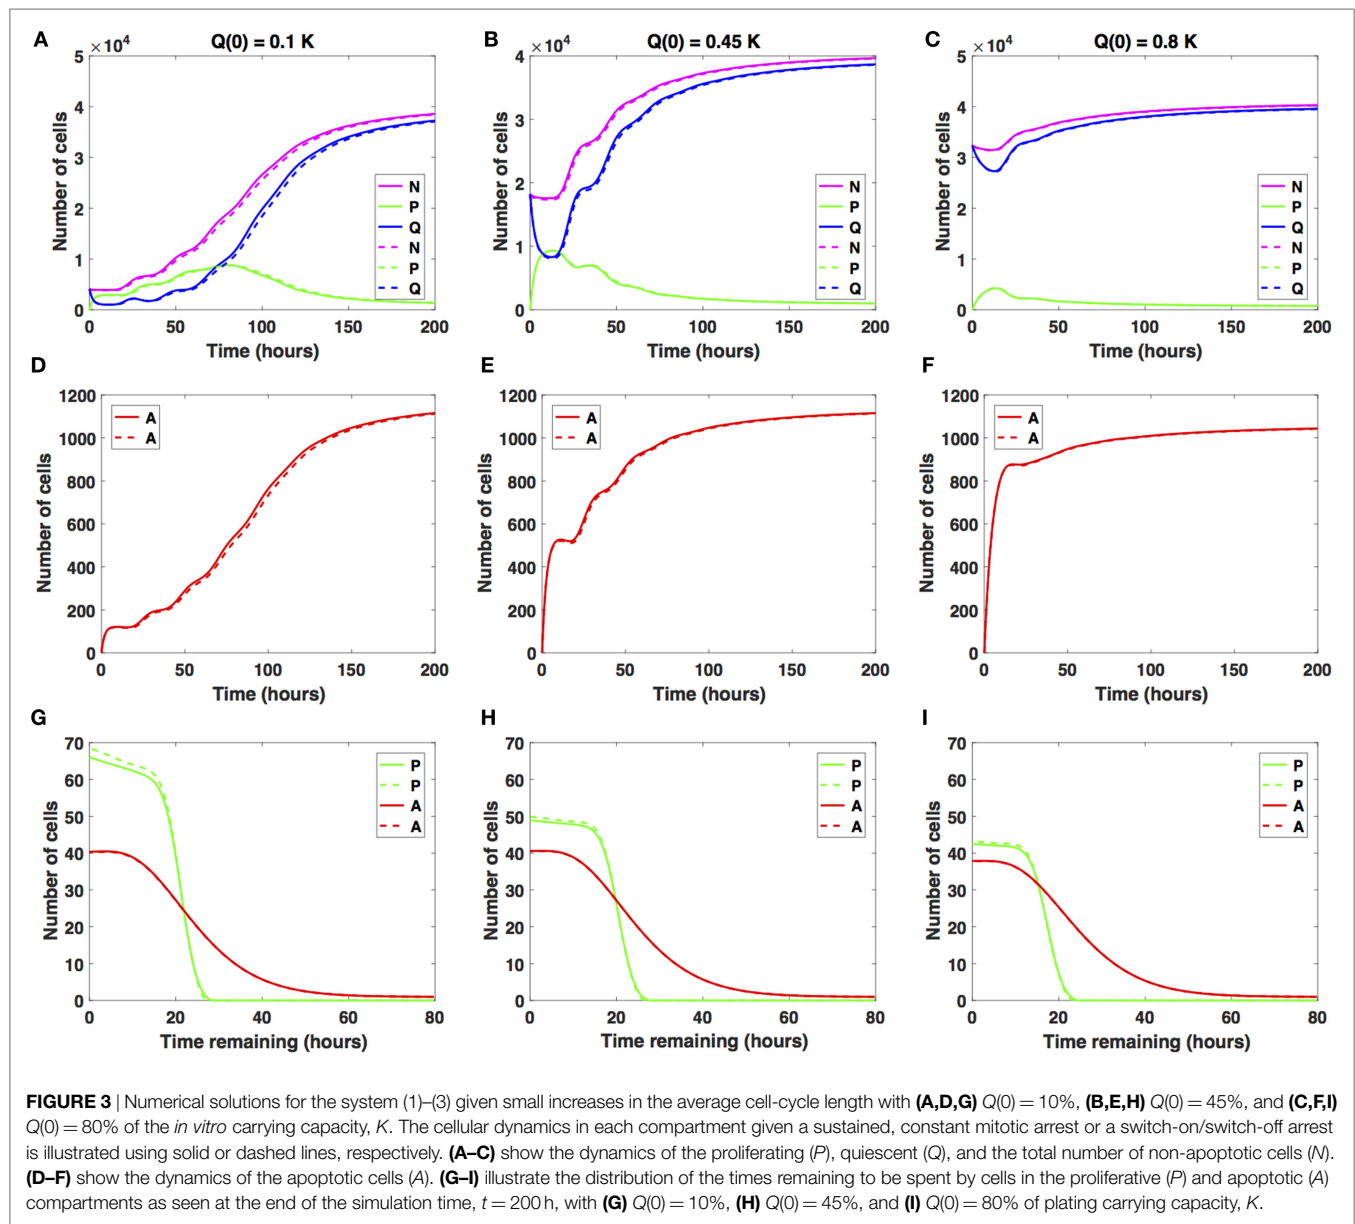 A
Q(0) = 0.1 K
×10⁴
5
4
3
2
1
0
Number of cells
N
P
Q
N
P
Q
0
50
100
150
200
Time (hours)
B
Q(0) = 0.45 K
×10⁴
4
3
2
1
0
Number of cells
N
P
Q
N
P
Q
0
50
100
150
200
Time (hours)
C
Q(0) = 0.8 K
×10⁴
5
4
3
2
1
0
Number of cells
N
P
Q
N
P
Q
0
50
100
150
200
Time (hours)
D
1200
1000
800
600
400
200
0
Number of cells
A
A
0
50
100
150
200
Time (hours)
E
1200
1000
800
600
400
200
0
Number of cells
A
A
0
50
100
150
200
Time (hours)
F
1200
1000
800
600
400
200
0
Number of cells
A
A
0
50
100
150
200
Time (hours)
G
70
60
50
40
30
20
10
0
Number of cells
P
P
A
A
0
20
40
60
80
Time remaining (hours)
H
70
60
50
40
30
20
10
0
Number of cells
P
P
A
A
0
20
40
60
80
Time remaining (hours)
I
70
60
50
40
30
20
10
0
Number of cells
P
P
A
A
0
20
40
60
80
Time remaining (hours)
FIGURE 3 | Numerical solutions for the system (1)–(3) given small increases in the average cell-cycle length with (A,D,G) Q(0) = 10%, (B,E,H) Q(0) = 45%, and (C,F,I)
Q(0) = 80% of the in vitro carrying capacity, K. The cellular dynamics in each compartment given a sustained, constant mitotic arrest or a switch-on/switch-off arrest
is illustrated using solid or dashed lines, respectively. (A–C) show the dynamics of the proliferating (P), quiescent (Q), and the total number of non-apoptotic cells (N).
(D–F) show the dynamics of the apoptotic cells (A). (G–I) illustrate the distribution of the times remaining to be spent by cells in the proliferative (P) and apoptotic (A)
compartments as seen at the end of the simulation time, t = 200 h, with (G) Q(0) = 10%, (H) Q(0) = 45%, and (I) Q(0) = 80% of plating carrying capacity, K.